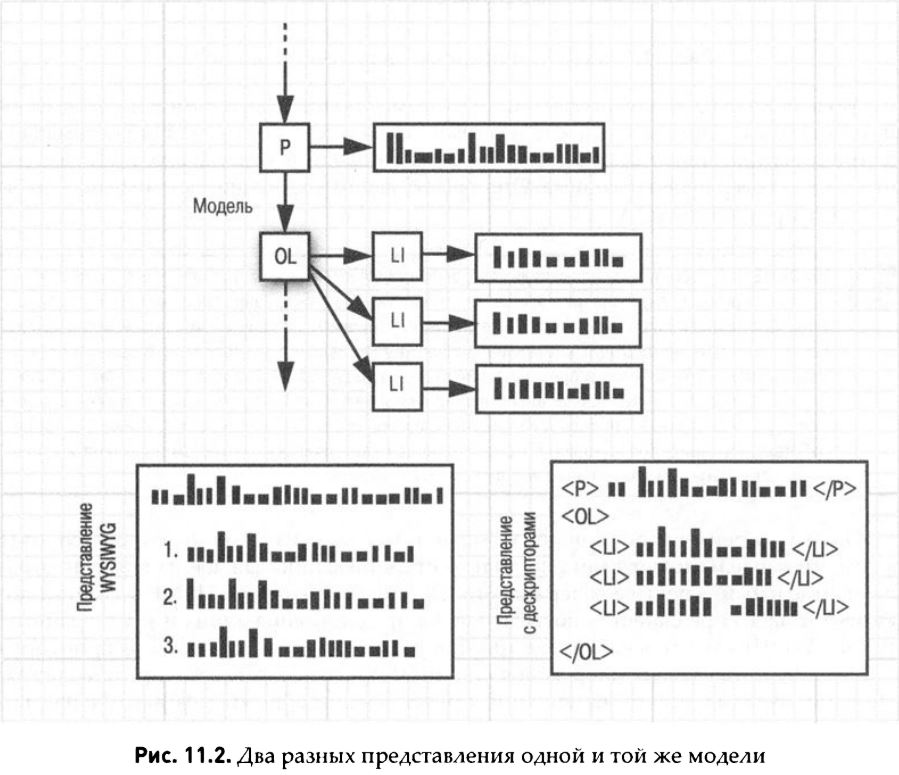 P
Модель
OL
LI
LI
LI
Представление
WYSIWYG
1.
2.
3.
Представление
с дескрипторами
<P> </P>
<OL>
<LI> </LI>
<LI> </LI>
<LI> </LI>
</OL>
Рис. 11.2. Два разных представления одной и той же модели